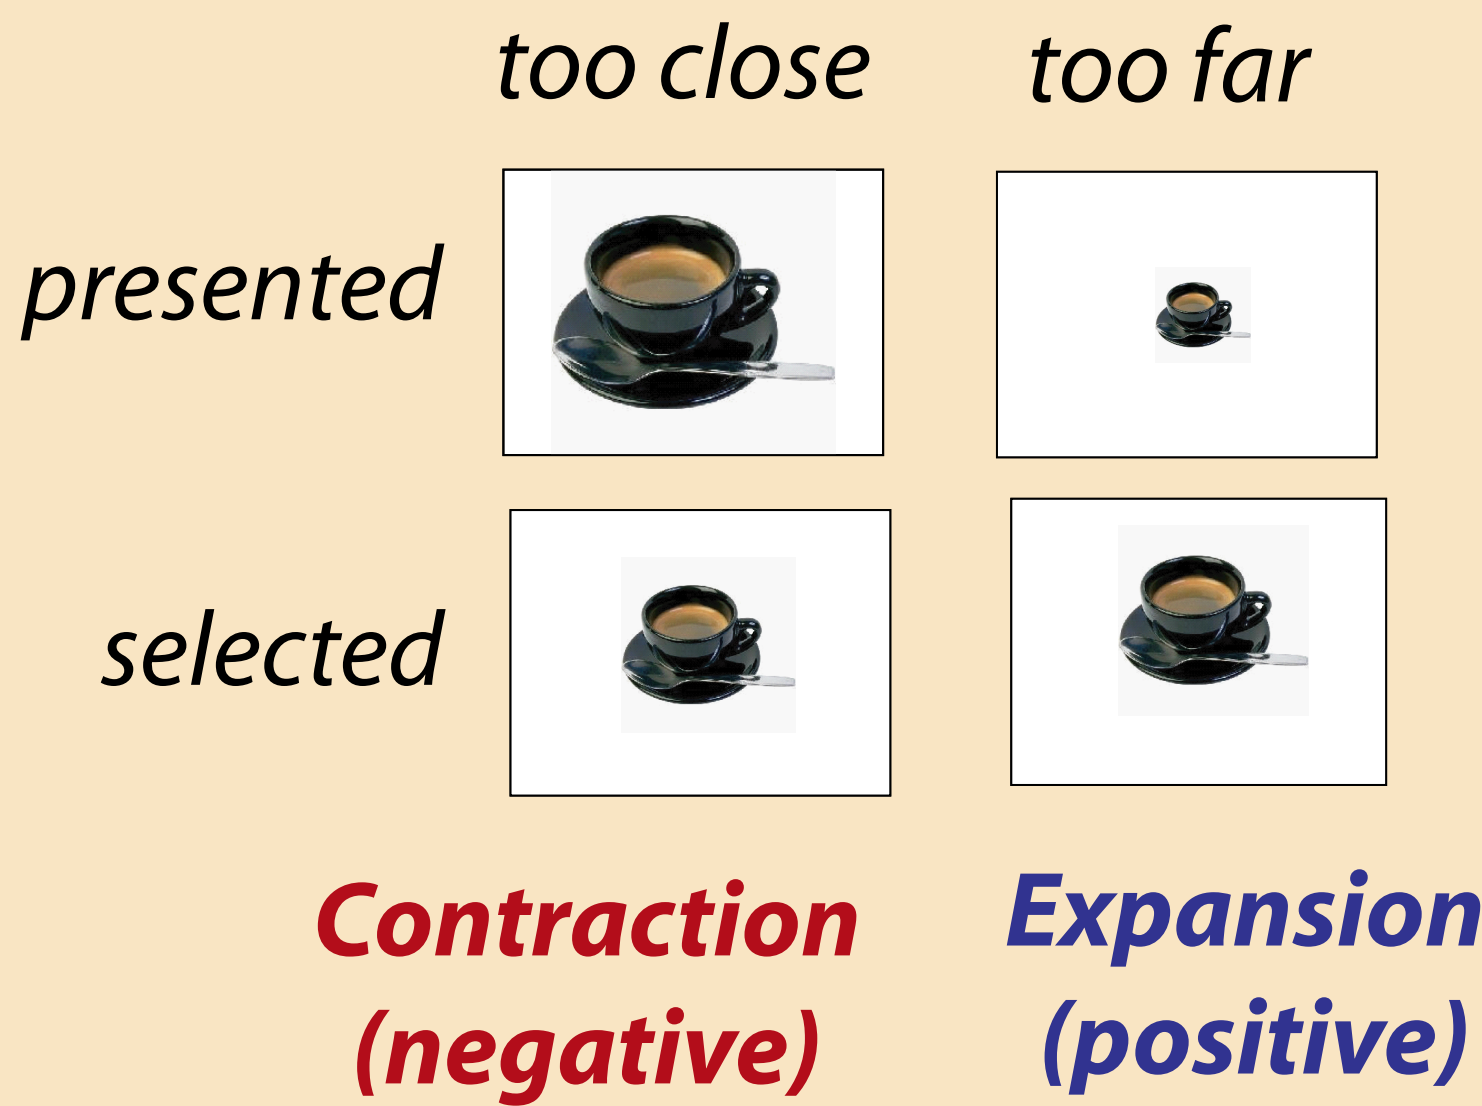 too close
too far
presented
selected
Contraction
(negative)
Expansion
(positive)